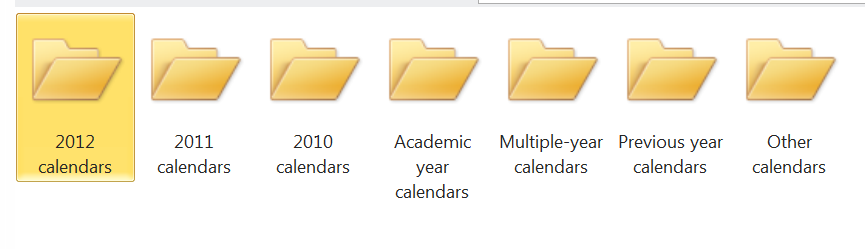 2012
calendars
2011
calendars
2010
calendars
Academic
year
calendars
Multiple-year
calendars
Previous year
calendars
Other
calendars